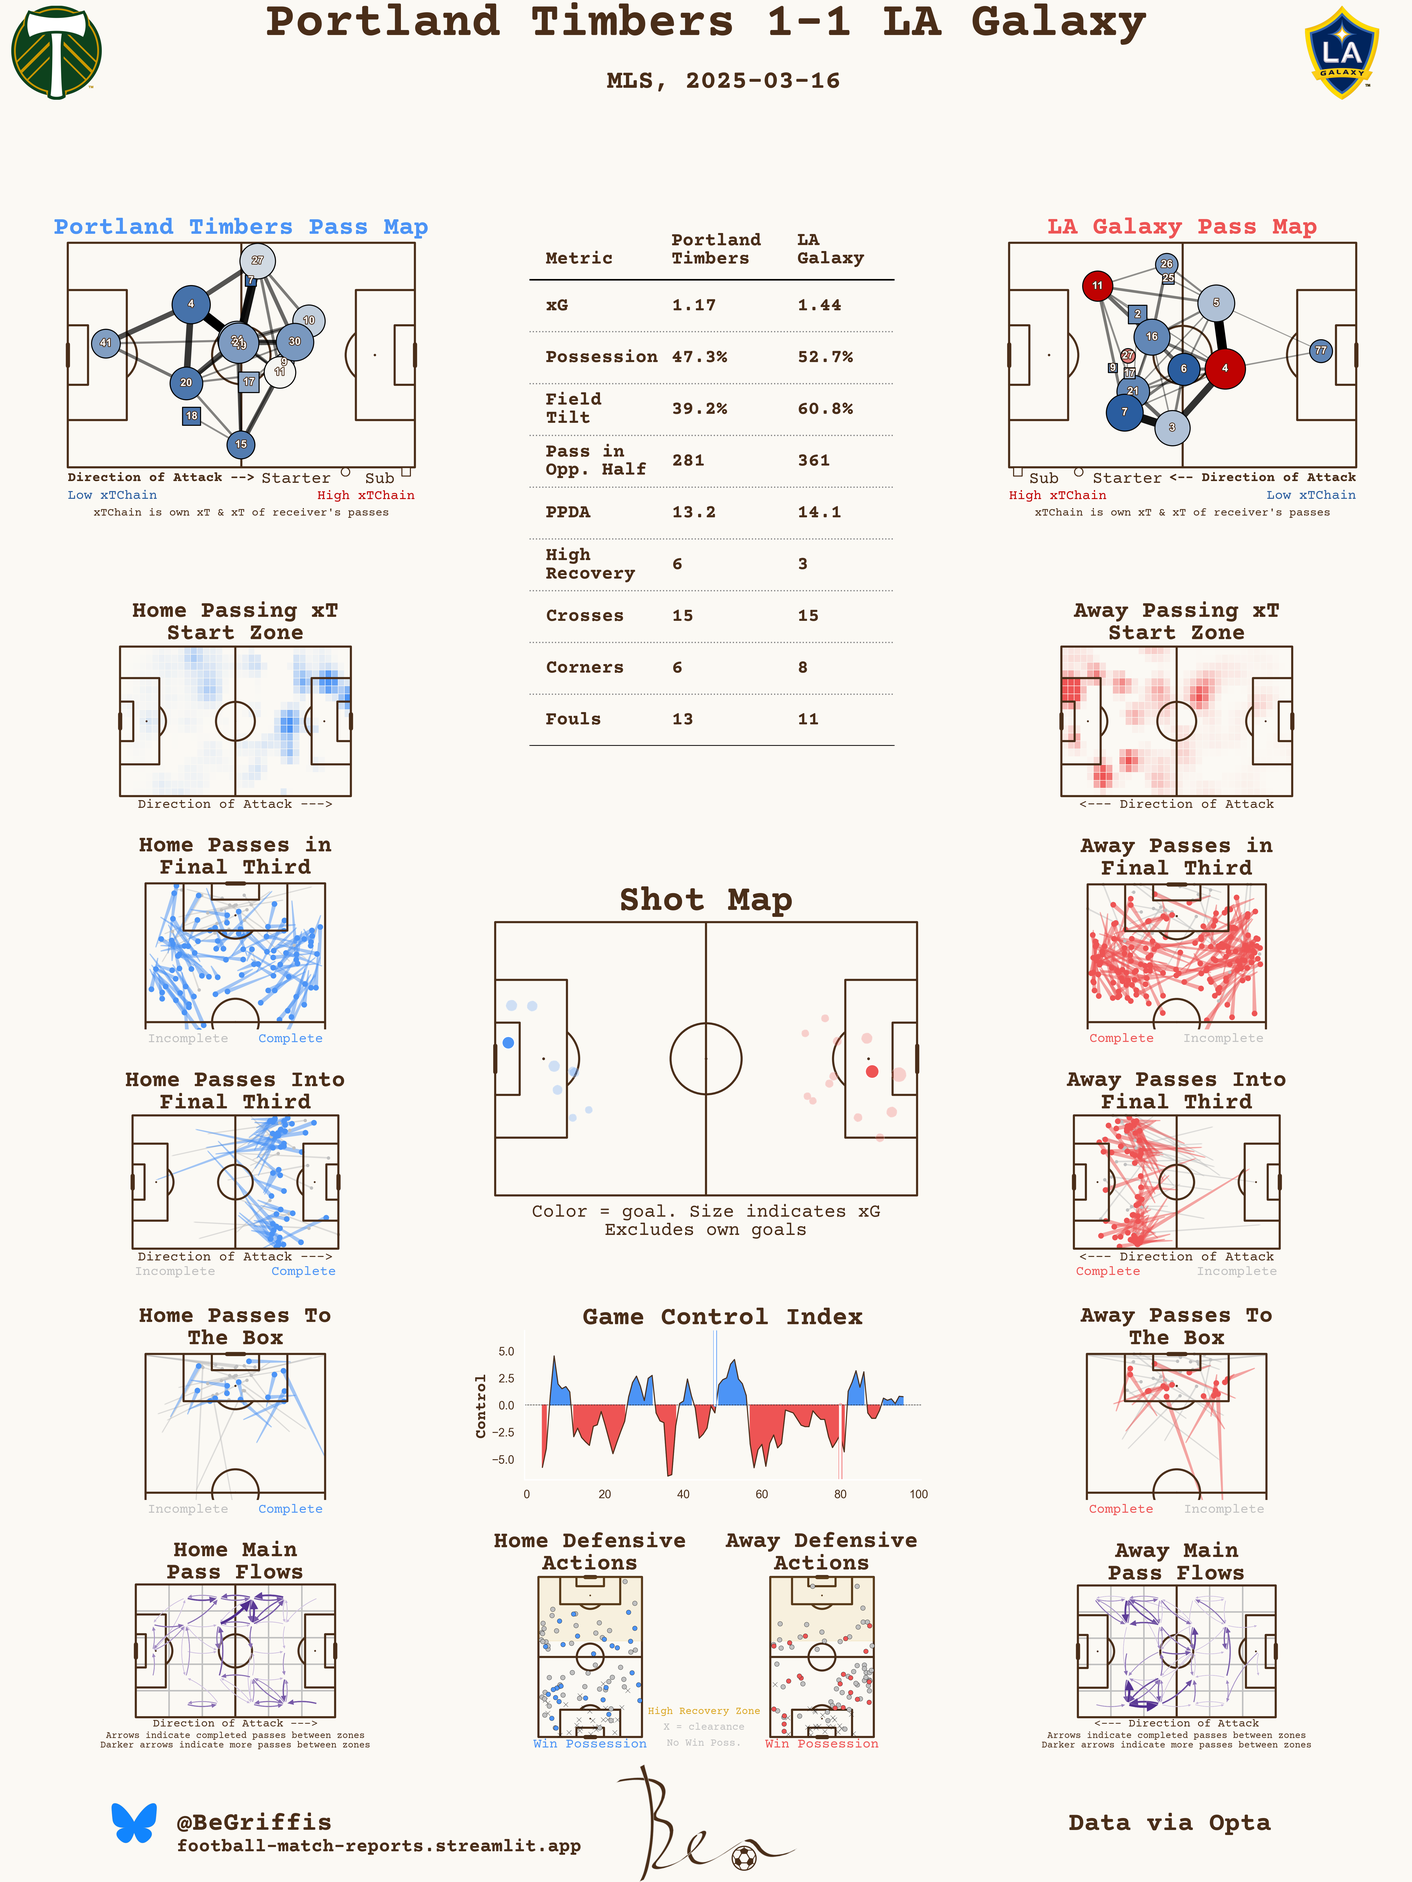 Portland Timbers 1-1 LA Galaxy
MLS, 2025-03-16
LA
GALAXY
Portland Timbers Pass Map
27
7
4
10
41
30
9
11
20
17
18
15
Direction of Attack --> Starter Sub
Low xTChain High xTChain
xTChain is own xT & xT of receiver's passes
Metric Portland Timbers LA Galaxy
xG 1.17 1.44
Possession 47.3% 52.7%
Field Tilt 39.2% 60.8%
Pass in Opp. Half 281 361
PPDA 13.2 14.1
High Recovery 6 3
Crosses 15 15
Corners 6 8
Fouls 13 11
LA Galaxy Pass Map
26
25
11
5
2
16
27
77
9
17
6
4
21
7
3
Sub Starter <-- Direction of Attack
High xTChain Low xTChain
xTChain is own xT & xT of receiver's passes
Home Passing xT
Start Zone
Direction of Attack --->
Away Passing xT
Start Zone
<--- Direction of Attack
Home Passes in
Final Third
Incomplete Complete
Away Passes in
Final Third
Complete Incomplete
Shot Map
Color = goal. Size indicates xG
Excludes own goals
Home Passes Into
Final Third
Direction of Attack --->
Incomplete Complete
Away Passes Into
Final Third
<--- Direction of Attack
Complete Incomplete
Home Passes To
The Box
Incomplete Complete
Game Control Index
Control
5.0
2.5
0.0
−2.5
−5.0
0 20 40 60 80 100
Away Passes To
The Box
Complete Incomplete
Home Main
Pass Flows
Direction of Attack --->
Arrows indicate completed passes between zones
Darker arrows indicate more passes between zones
Home Defensive
Actions
Win Possession
Away Defensive
Actions
Win Possession
High Recovery Zone
X = clearance
No Win Poss.
Away Main
Pass Flows
<--- Direction of Attack
Arrows indicate completed passes between zones
Darker arrows indicate more passes between zones
@BeGriffis
football-match-reports.streamlit.app
Ben
Data via Opta